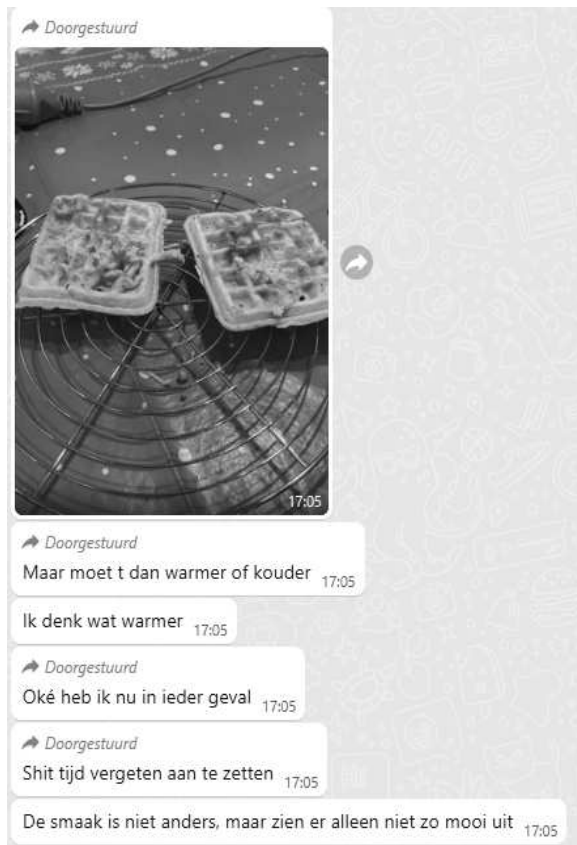 Doorgestuurd
17:05
Doorgestuurd
Maar moet t dan warmer of kouder 17:05
Ik denk wat warmer 17:05
Doorgestuurd
Oké heb ik nu in ieder geval 17:05
Doorgestuurd
Shit tijd vergeten aan te zetten 17:05
De smaak is niet anders, maar zien er alleen niet zo mooi uit 17:05